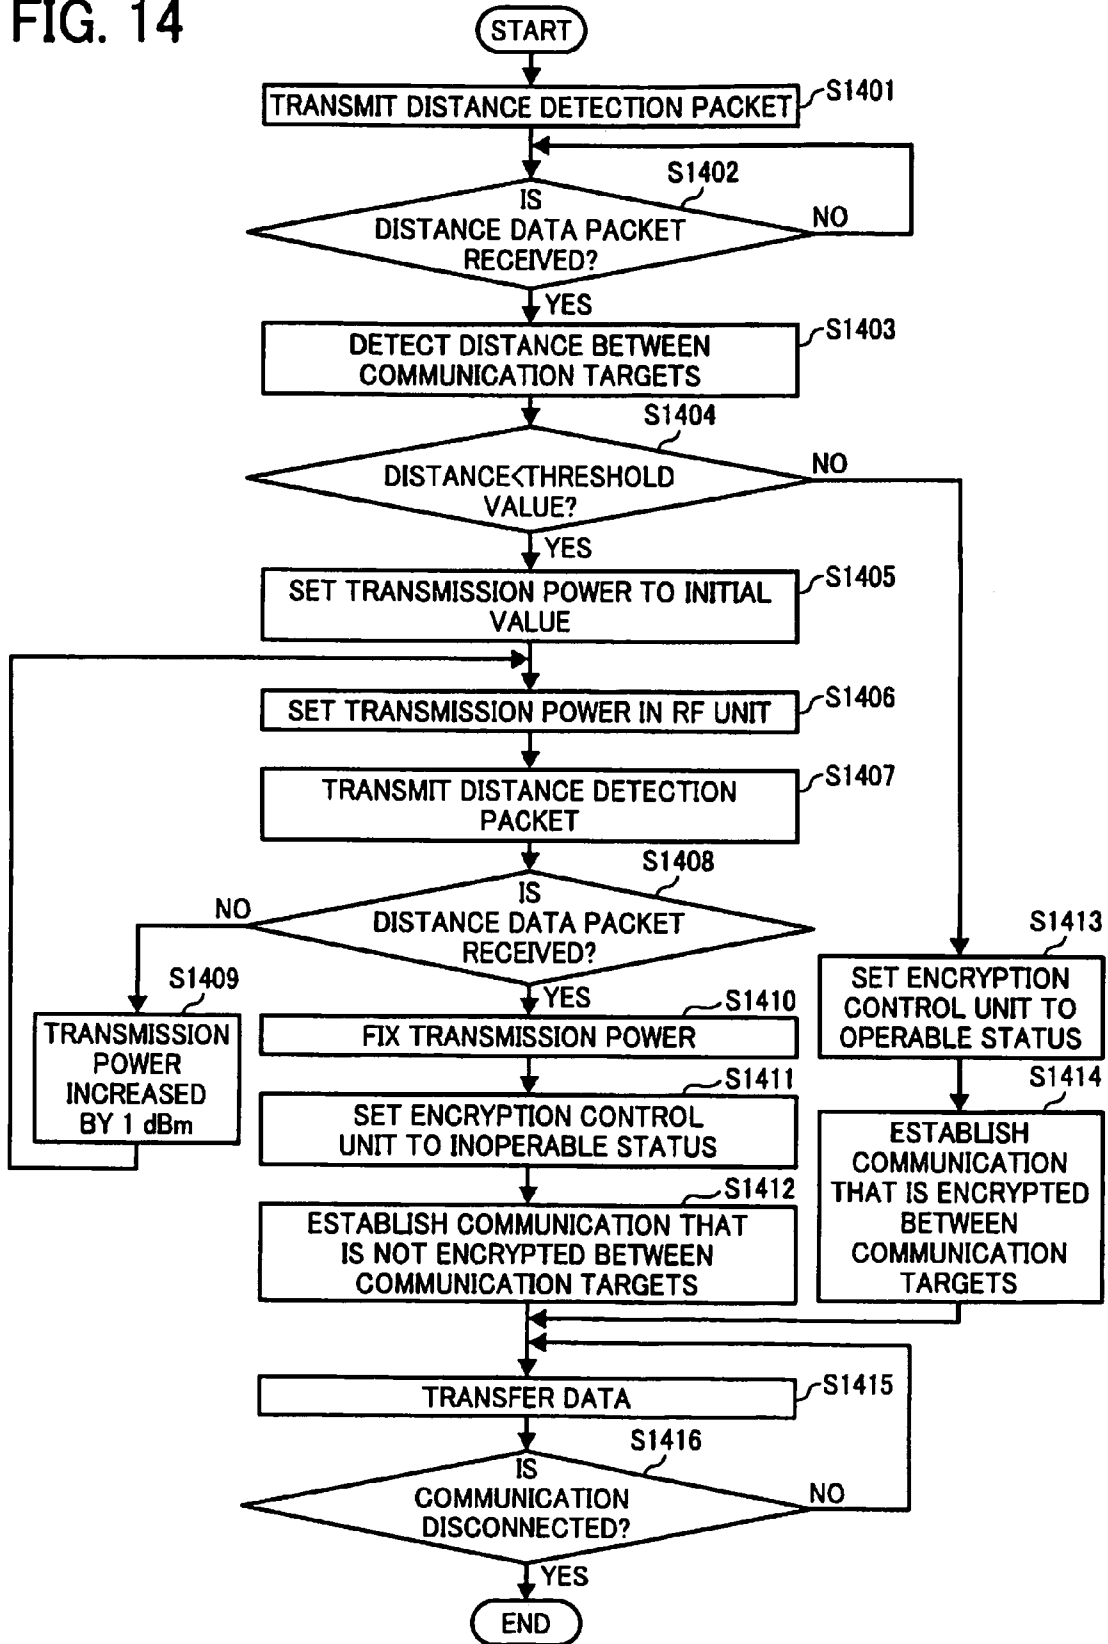 FIG. 14
START
TRANSMIT DISTANCE DETECTION PACKET
S1401
S1402
IS
DISTANCE DATA PACKET
RECEIVED?
NO
YES
DETECT DISTANCE BETWEEN
COMMUNICATION TARGETS
S1403
S1404
DISTANCE<THRESHOLD
VALUE?
NO
YES
SET TRANSMISSION POWER TO INITIAL
VALUE
S1405
SET TRANSMISSION POWER IN RF UNIT
S1406
TRANSMIT DISTANCE DETECTION
PACKET
S1407
S1408
IS
DISTANCE DATA PACKET
RECEIVED?
NO
YES
S1409
TRANSMISSION
POWER
INCREASED
BY 1 dBm
S1410
FIX TRANSMISSION POWER
S1411
SET ENCRYPTION CONTROL
UNIT TO INOPERABLE STATUS
S1412
ESTABLISH COMMUNICATION THAT
IS NOT ENCRYPTED BETWEEN
COMMUNICATION TARGETS
S1413
SET ENCRYPTION
CONTROL UNIT TO
OPERABLE STATUS
S1414
ESTABLISH
COMMUNICATION
THAT IS ENCRYPTED
BETWEEN
COMMUNICATION
TARGETS
TRANSFER DATA
S1415
S1416
IS
COMMUNICATION
DISCONNECTED?
NO
YES
END